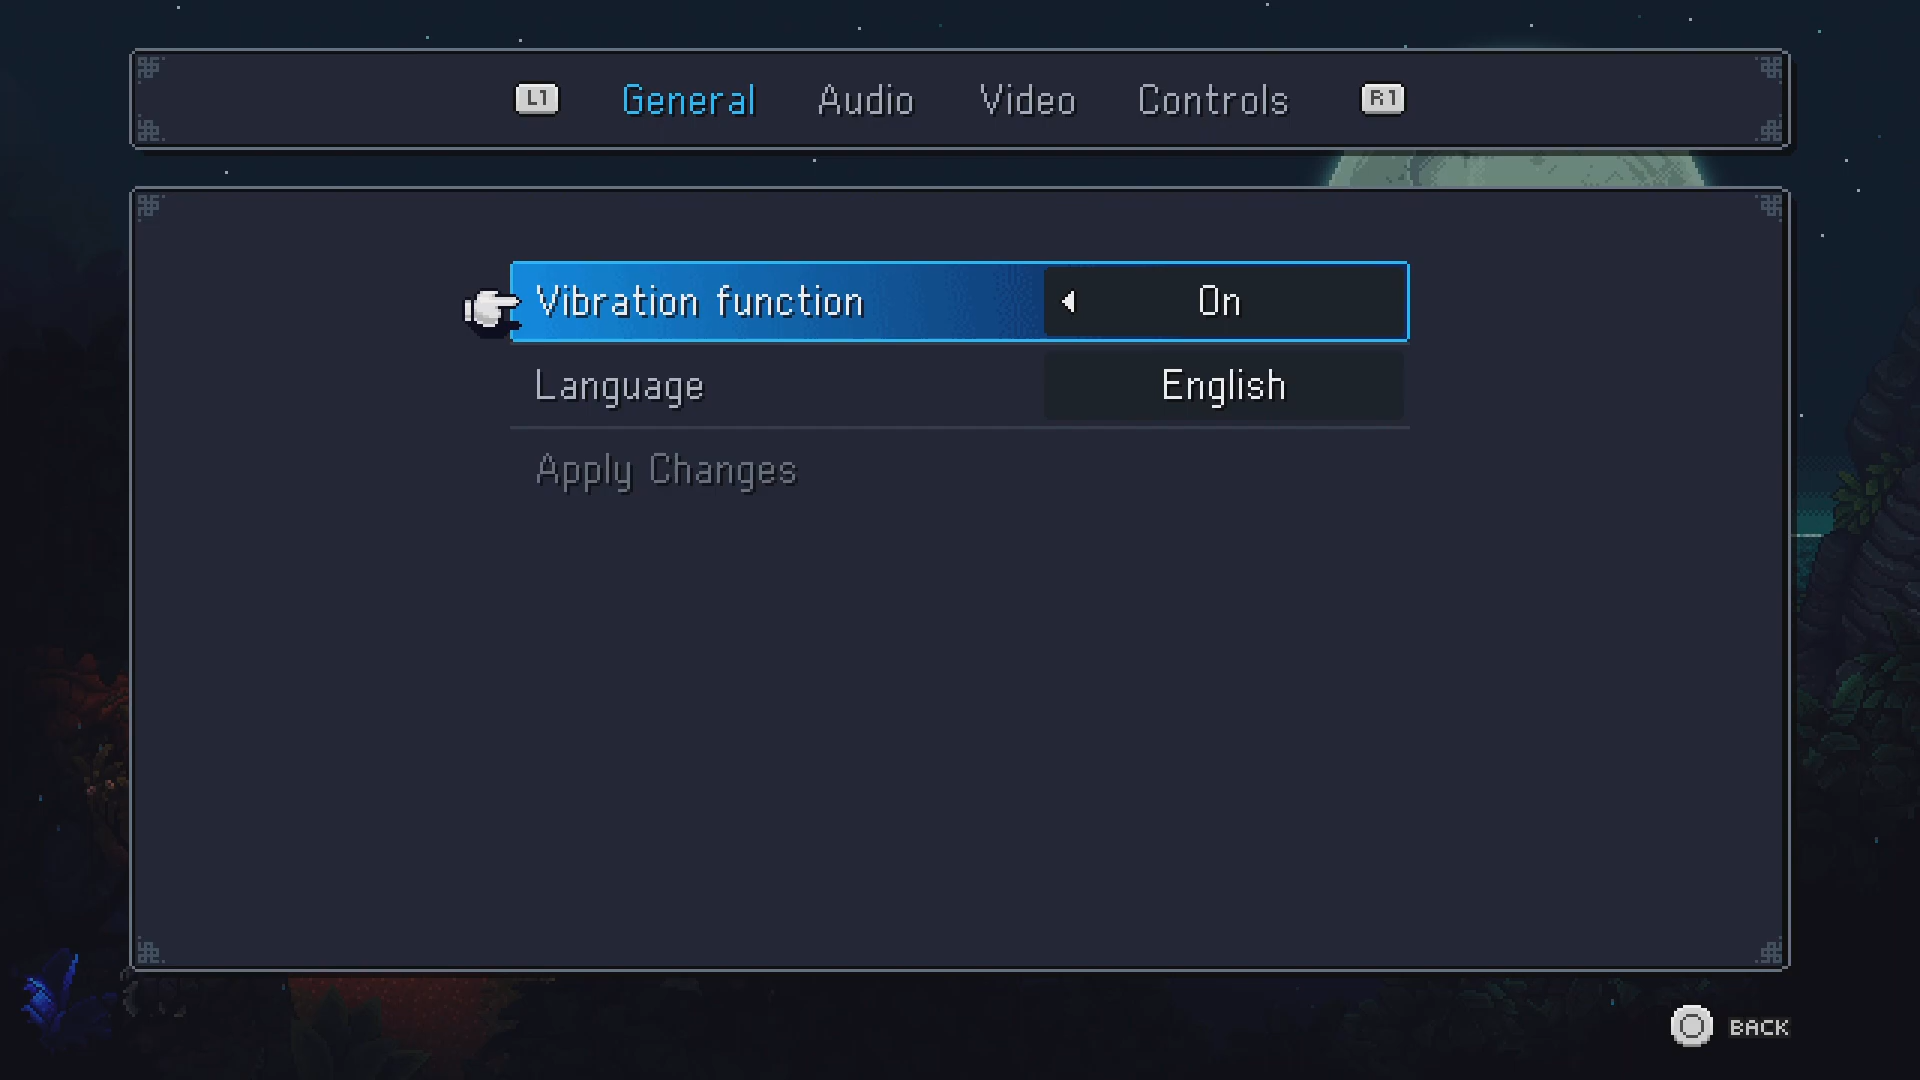 L1 General Audio Video Controls R1
Vibration function On
Language English
Apply Changes
BACK